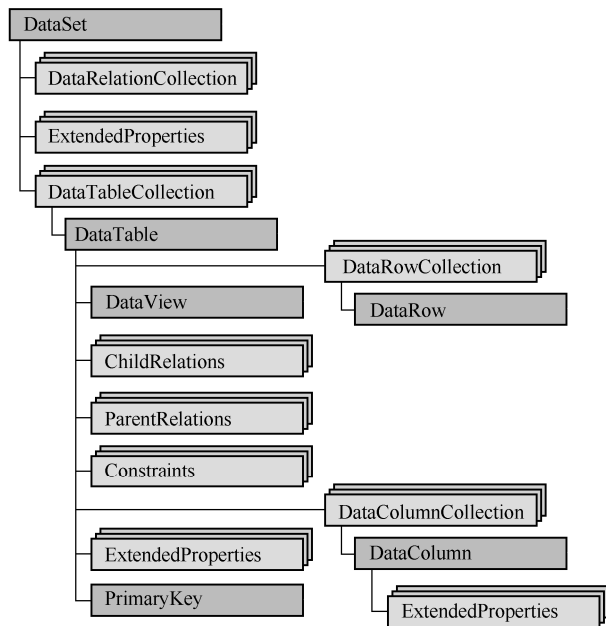 DataSet
DataRelationCollection
ExtendedProperties
DataTableCollection
DataTable
DataRowCollection
DataRow
DataView
ChildRelations
ParentRelations
Constraints
DataColumnCollection
DataColumn
ExtendedProperties
PrimaryKey
ExtendedProperties